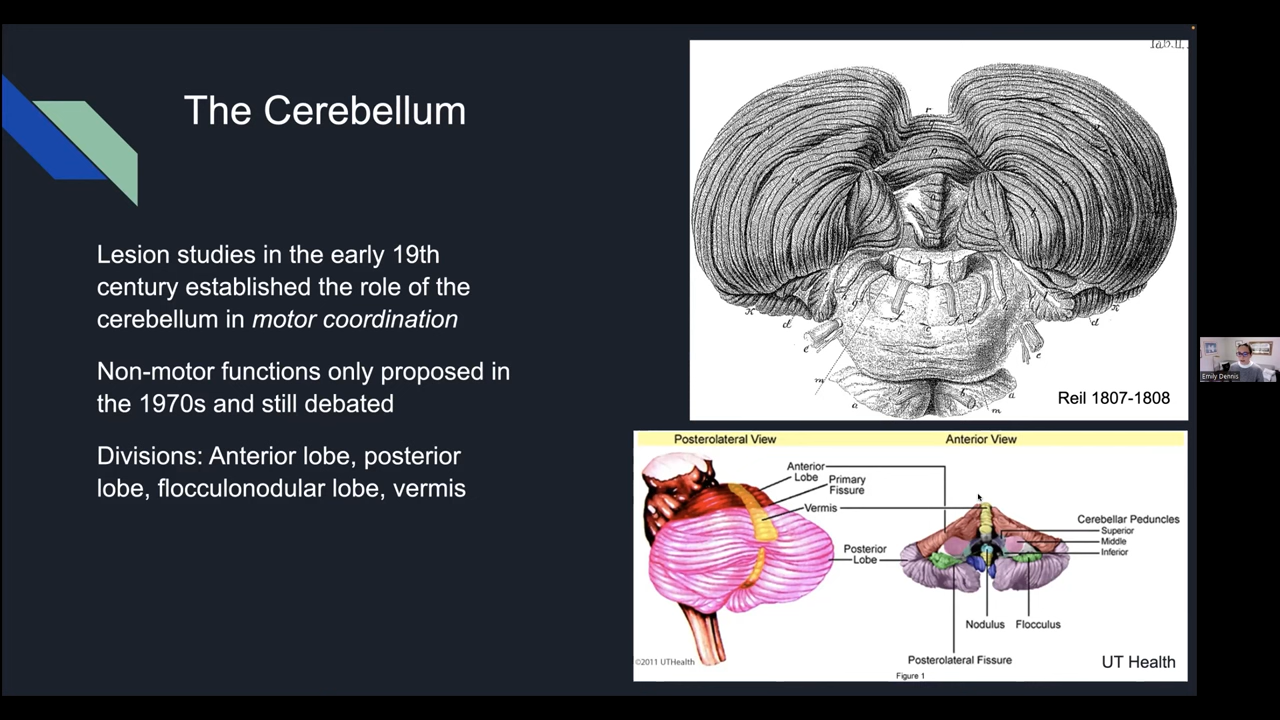 The Cerebellum
Lesion studies in the early 19th
century established the role of the
cerebellum in motor coordination
Non-motor functions only proposed in
the 1970s and still debated
Divisions: Anterior lobe, posterior
lobe, flocculonodular lobe, vermis
Reil 1807-1808
Posterolateral View
Anterior View
Anterior
Lobe
Primary
Fissure
Vermis
Posterior
Lobe
Cerebellar Peduncles
Superior
Middle
Inferior
Nodulus
Flocculus
Posterolateral Fissure
©2011 UTHealth
Figure 1
UT Health
Emily Dennis